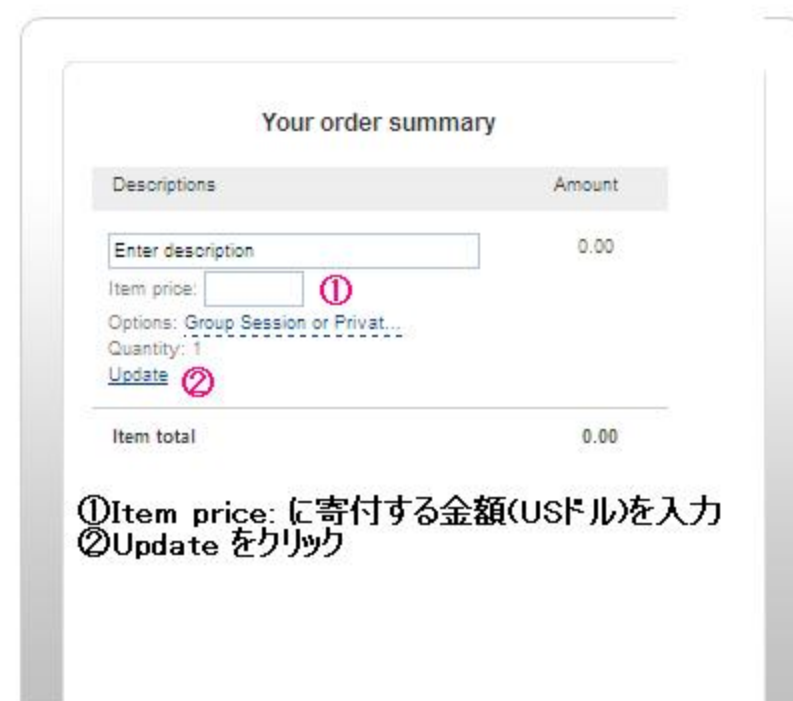 Your order summary
Descriptions Amount
Enter description 0.00
Item price: ①
Options: Group Session or Privat...
Quantity: 1
Update ②
Item total 0.00
①Item price: に寄付する金額(USドル)を入力
②Update をクリック